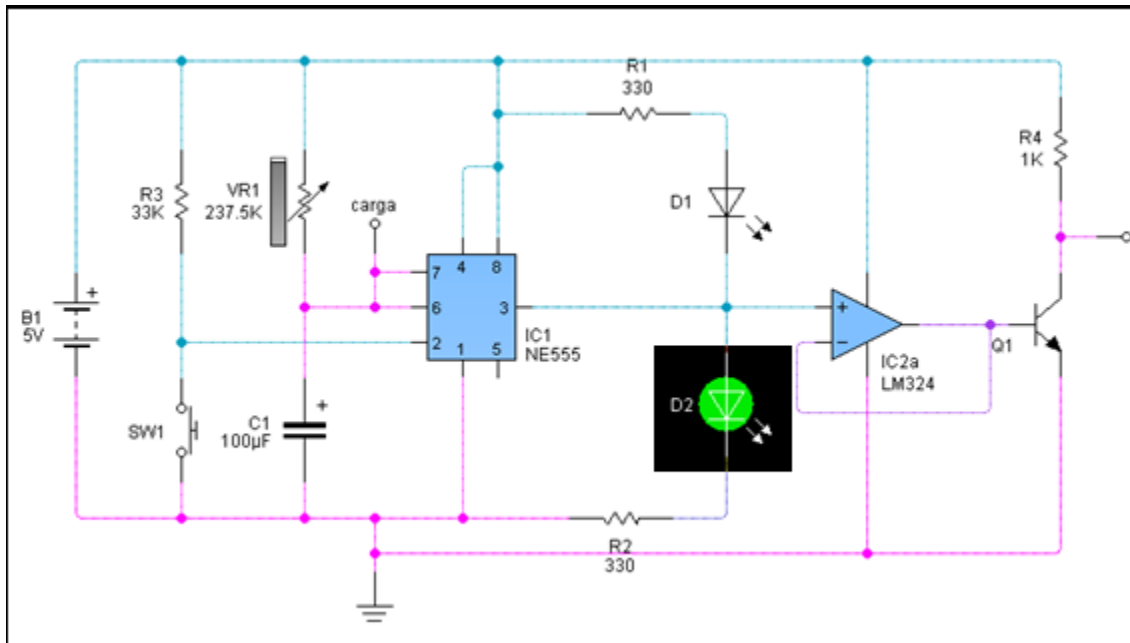 R1
330
R4
1K
R3
33K
VR1
237.5K
carga
D1
4
8
7
6
3
2
1
5
IC1
NE555
+
B1
5V
+
−
IC2a
LM324
Q1
D2
SW1
C1
100µF
+
R2
330